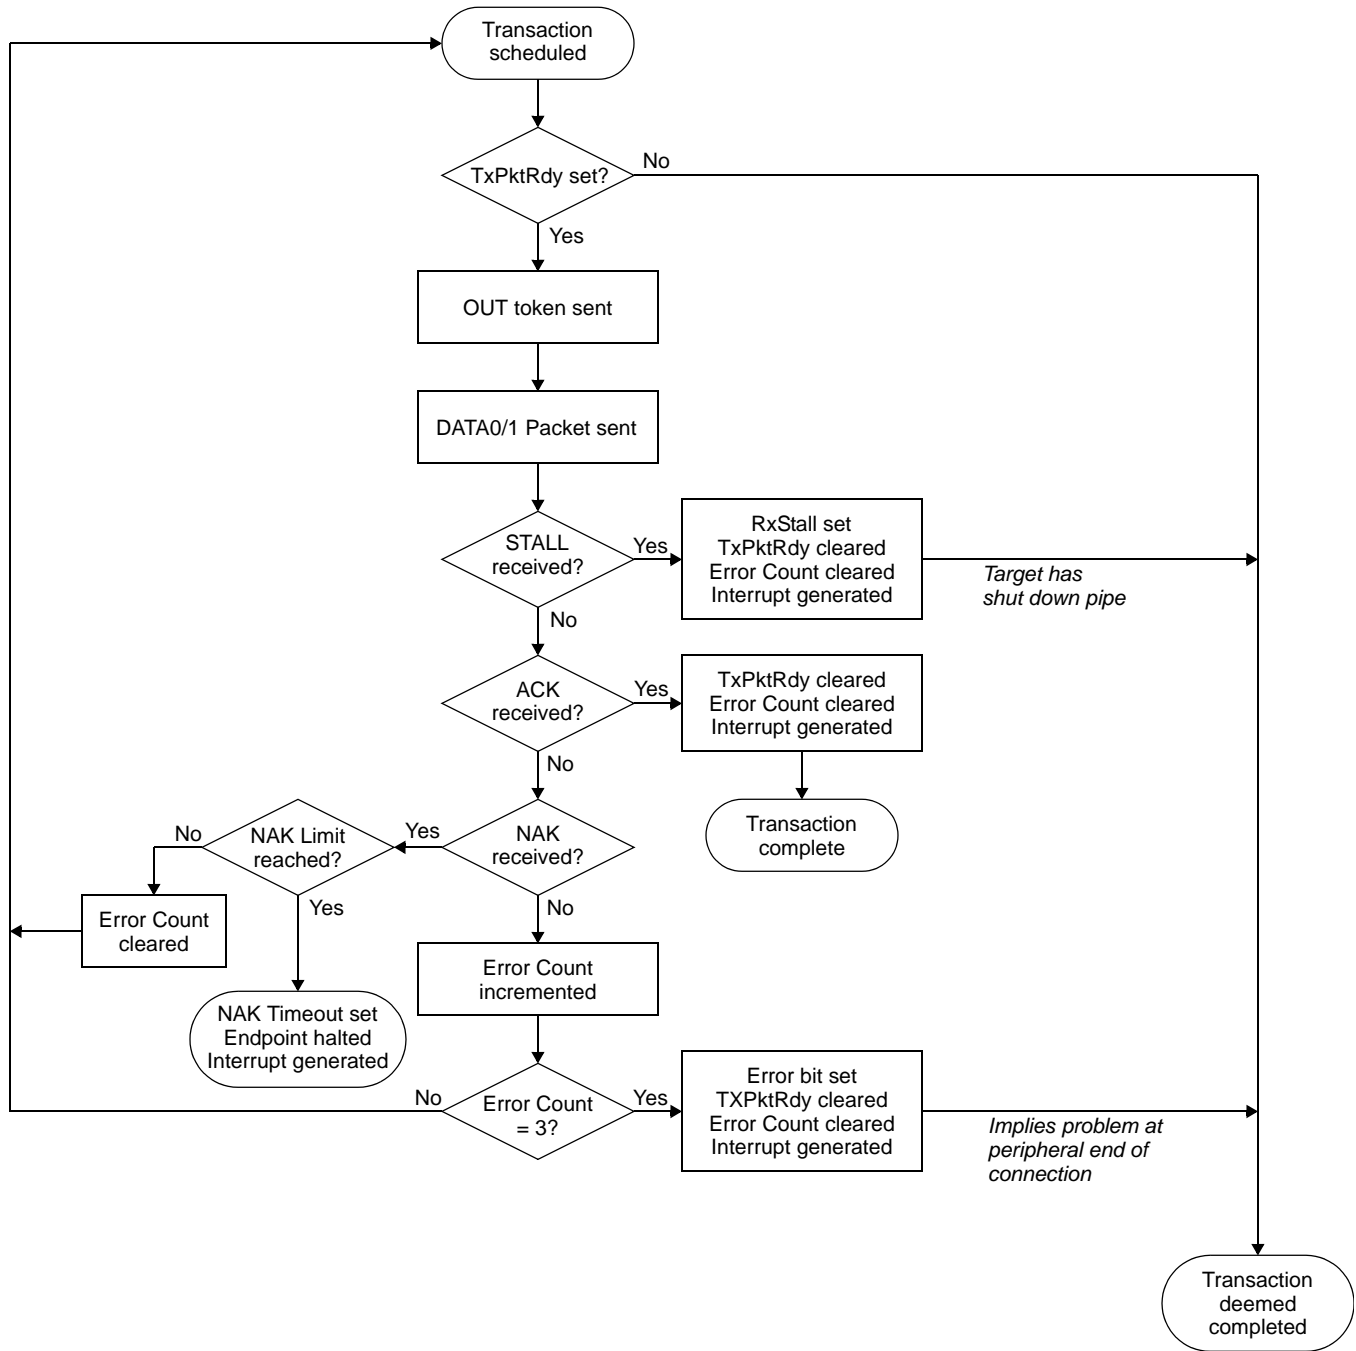 Transaction
scheduled
TxPktRdy set?
No
Yes
OUT token sent
DATA0/1 Packet sent
STALL
received?
Yes
RxStall set
TxPktRdy cleared
Error Count cleared
Interrupt generated
Target has
shut down pipe
No
ACK
received?
Yes
TxPktRdy cleared
Error Count cleared
Interrupt generated
No
Transaction
complete
NAK
received?
Yes
NAK Limit
reached?
No
Error Count
cleared
Yes
NAK Timeout set
Endpoint halted
Interrupt generated
No
Error Count
incremented
Error Count
= 3?
No
Yes
Error bit set
TXPktRdy cleared
Error Count cleared
Interrupt generated
Implies problem at
peripheral end of
connection
Transaction
deemed
completed